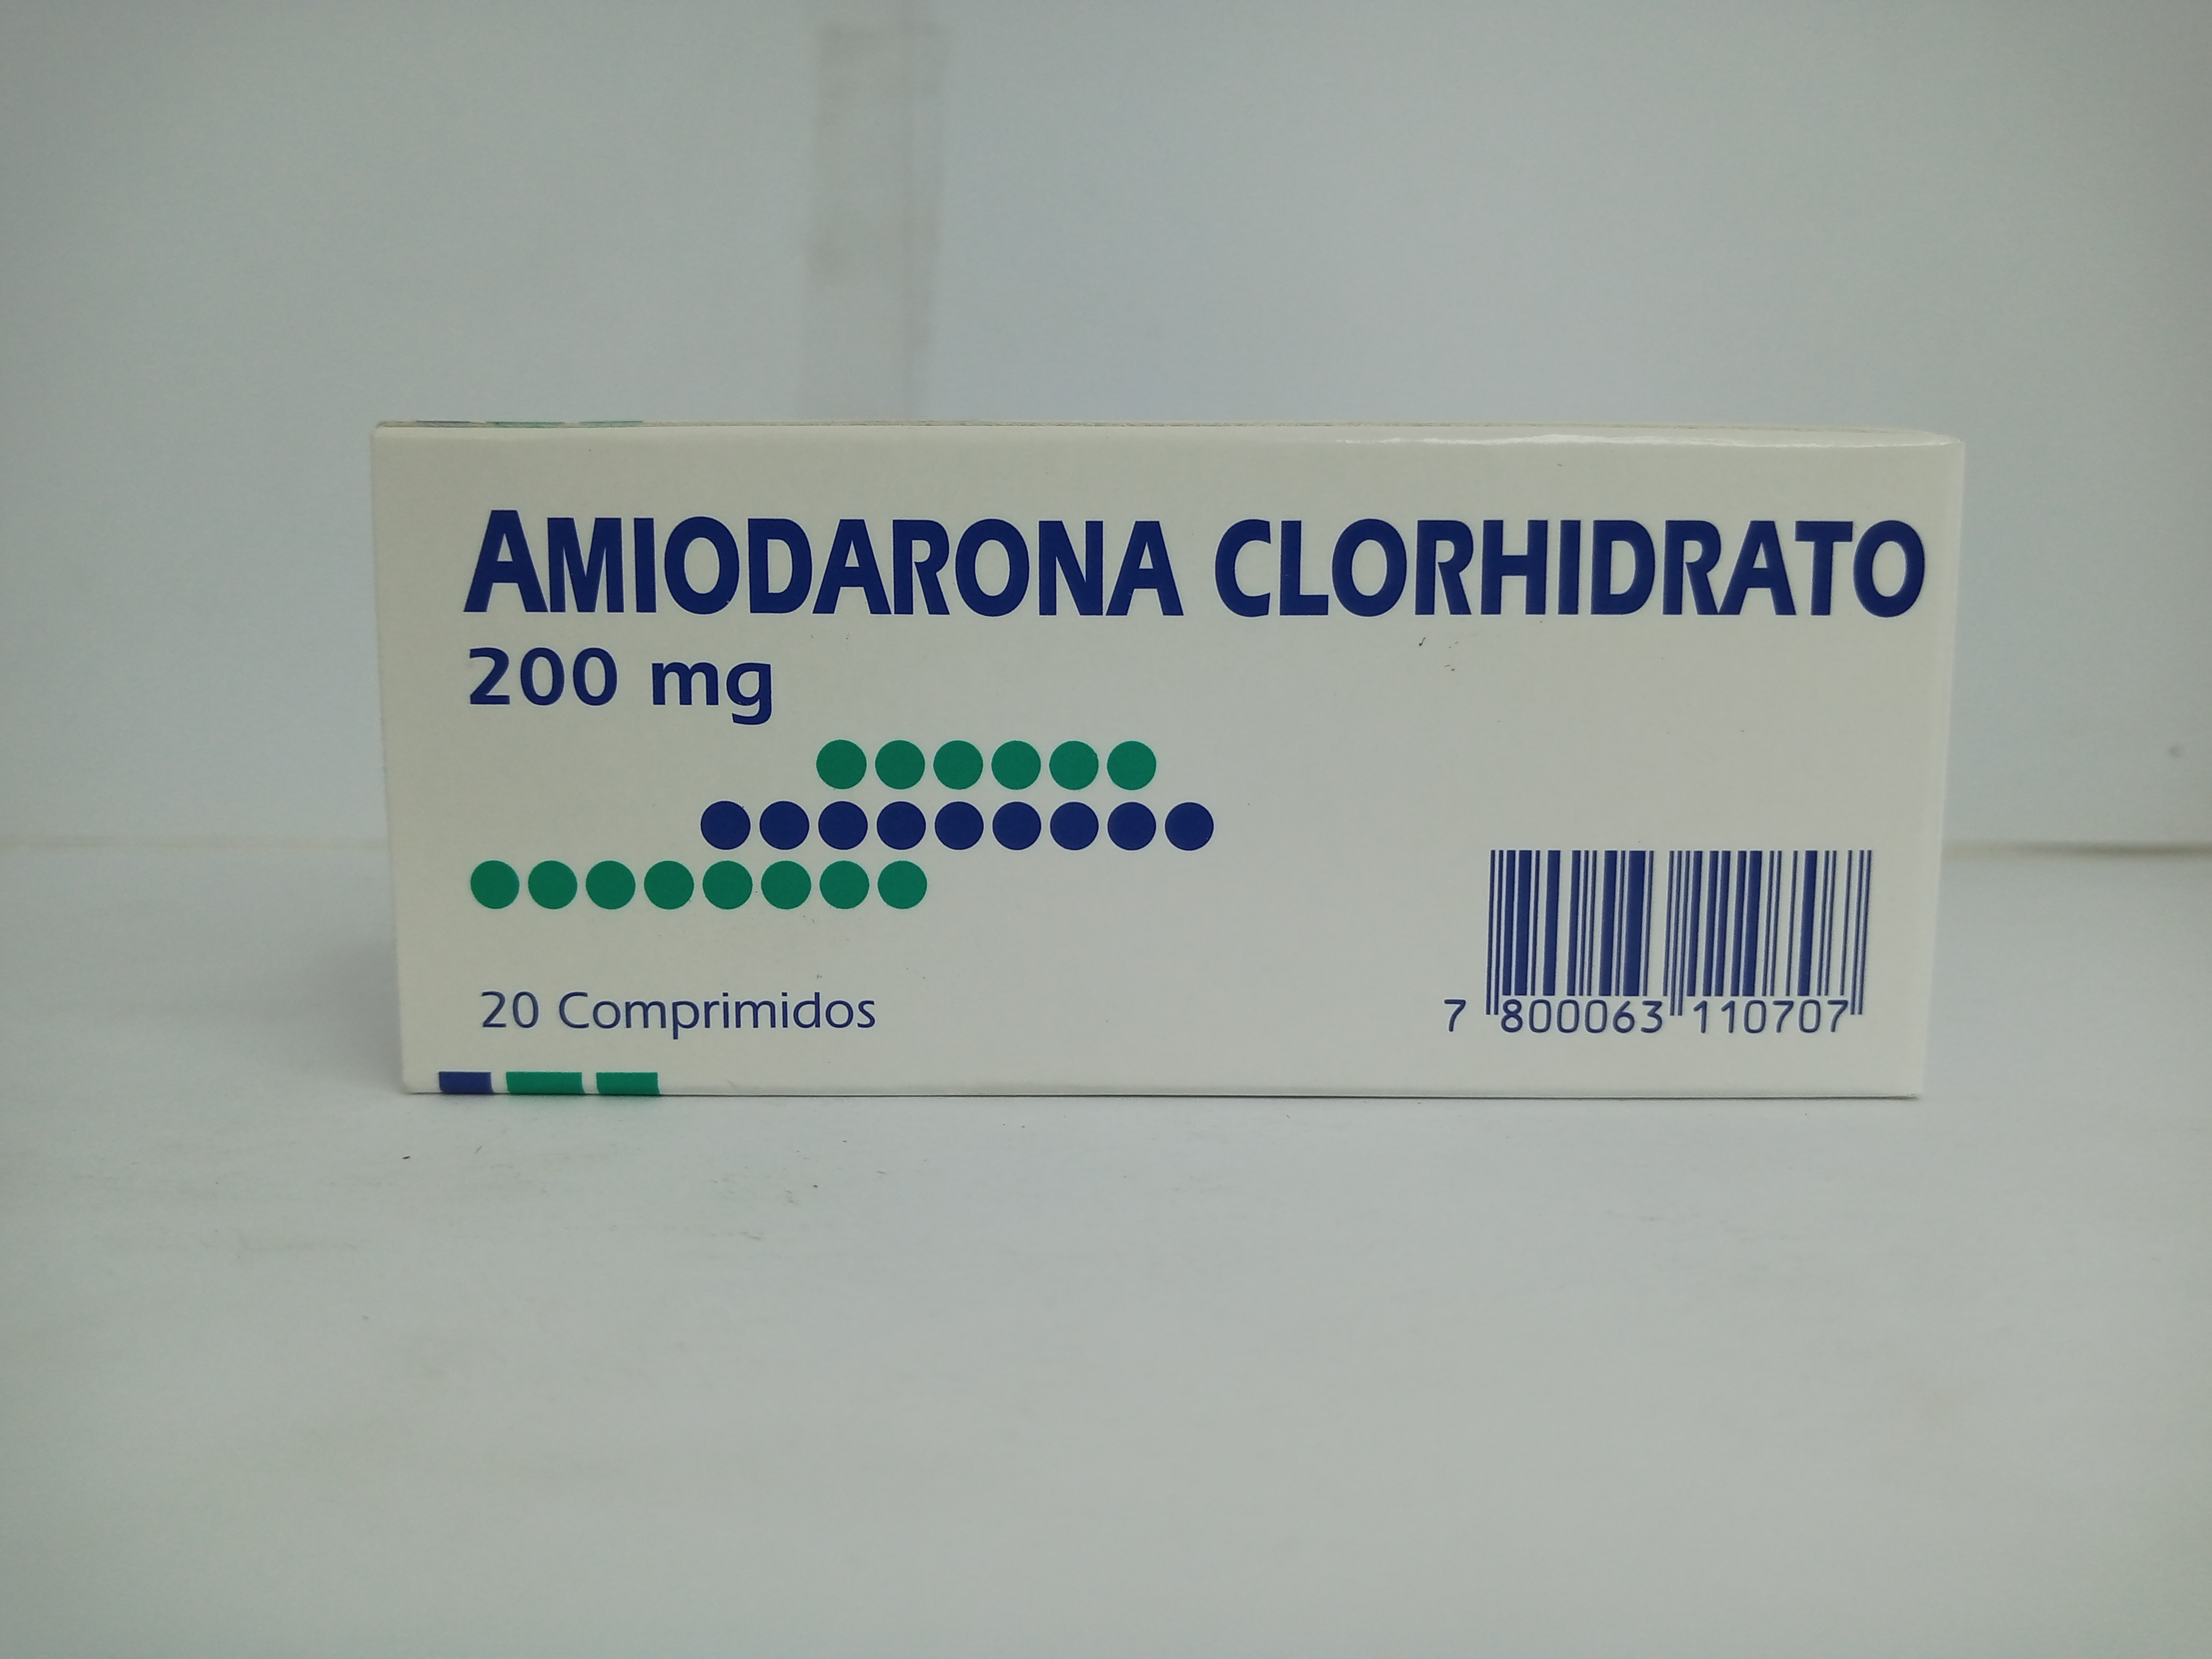 AMIODARONA CLORHIDRATO
200 mg
20 Comprimidos
7 800063 110707